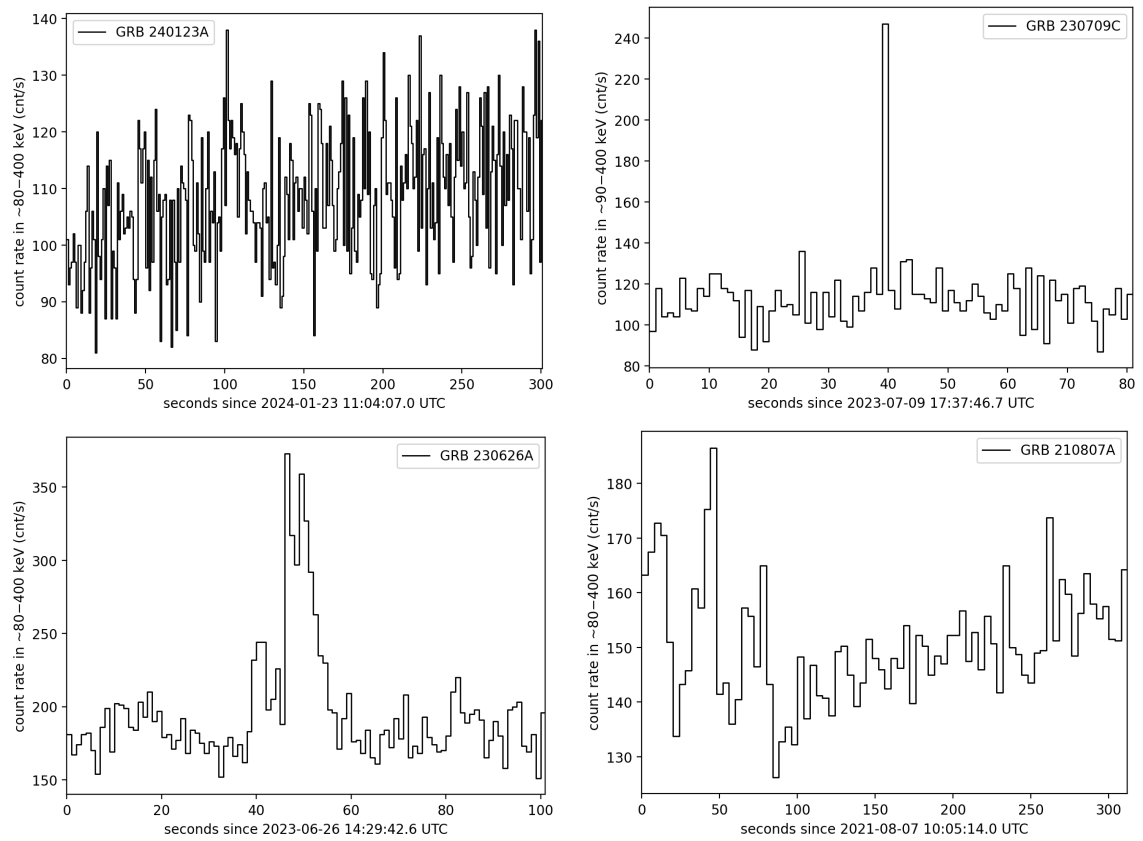 GRB 240123A
140
130
120
110
100
90
80
count rate in ~80−400 keV (cnt/s)
0 50 100 150 200 250 300
seconds since 2024-01-23 11:04:07.0 UTC
GRB 230709C
240
220
200
180
160
140
120
100
80
count rate in ~90−400 keV (cnt/s)
0 10 20 30 40 50 60 70 80
seconds since 2023-07-09 17:37:46.7 UTC
GRB 230626A
350
300
250
200
150
count rate in ~80−400 keV (cnt/s)
0 20 40 60 80 100
seconds since 2023-06-26 14:29:42.6 UTC
GRB 210807A
180
170
160
150
140
130
count rate in ~80−400 keV (cnt/s)
0 50 100 150 200 250 300
seconds since 2021-08-07 10:05:14.0 UTC